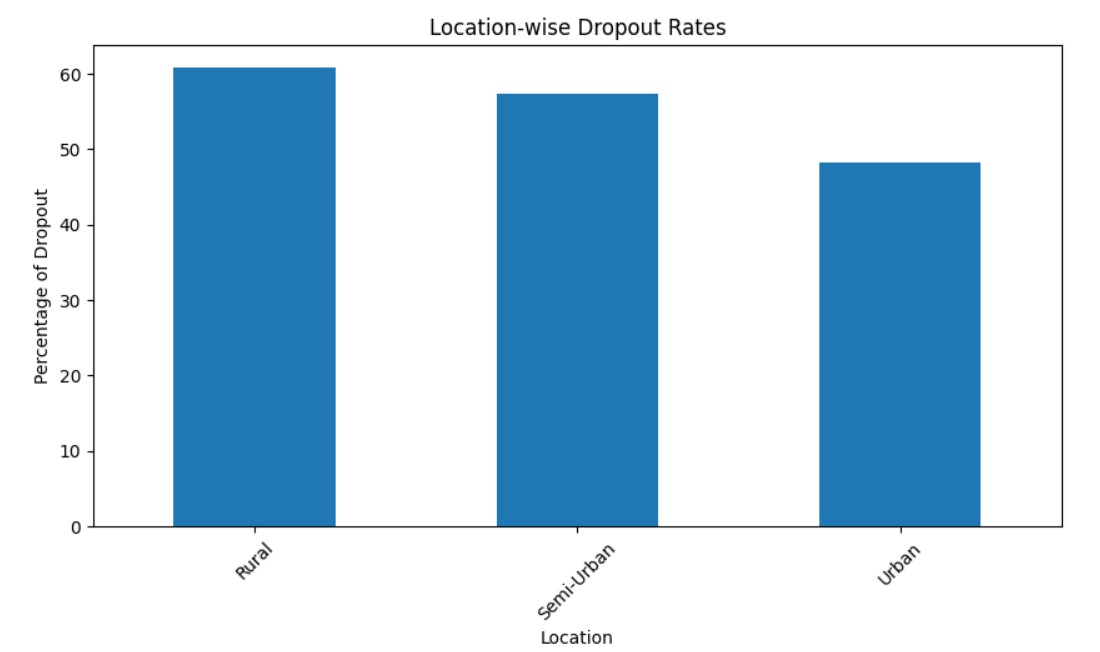 Location-wise Dropout Rates
Percentage of Dropout
60
50
40
30
20
10
0
Rural
Semi-Urban
Urban
Location